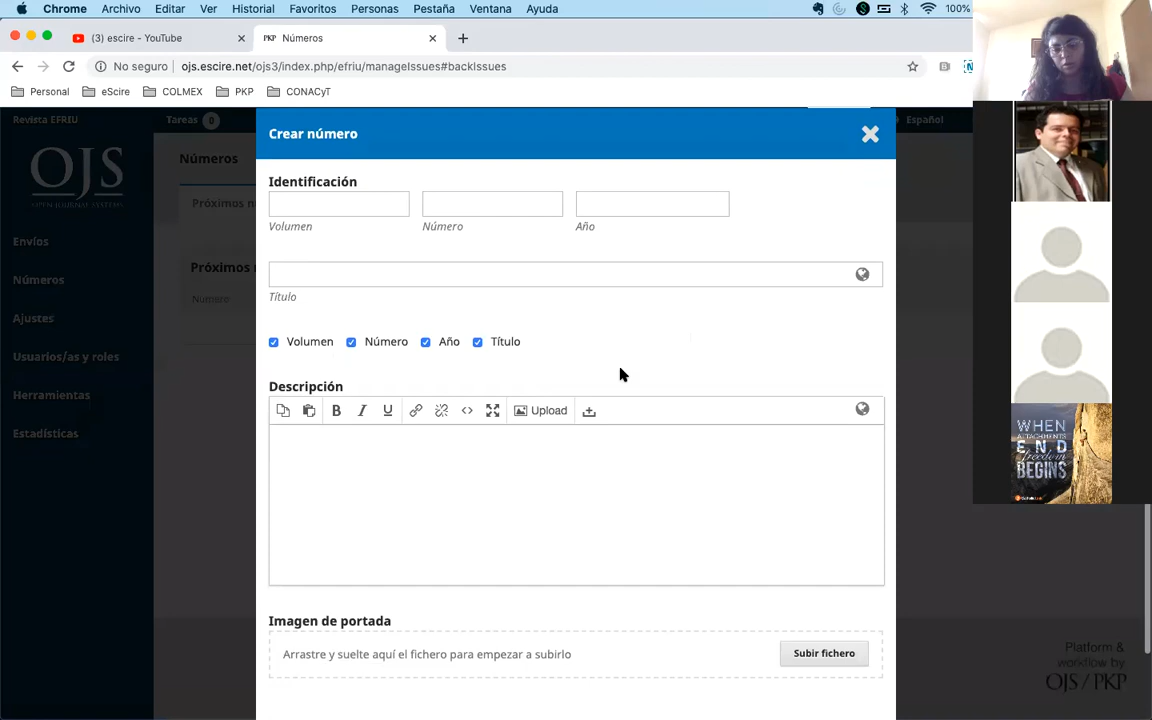 Chrome Archivo Editar Ver Historial Favoritos Personas Pestaña Ventana Ayuda 100%
(3) escire - YouTube PKP Números
No seguro ojs.escire.net/ojs3/index.php/efriu/manageIssues#backIssues
Personal eScire COLMEX PKP CONACyT
Revista EFRIU Tareas 0 Español
OJS
OPEN JOURNAL SYSTEMS
Envíos
Números
Ajustes
Usuarios/as y roles
Herramientas
Estadísticas
Números
Próximos n
Próximos
Número
Crear número
Identificación
Volumen Número Año
Título
Volumen Número Año Título
Descripción
B I U Upload
Imagen de portada
Arrastre y suelte aquí el fichero para empezar a subirlo Subir fichero
Platform &
workflow by
OJS / PKP
WHEN
ATTACHMENTS
END
freedom
BEGINS